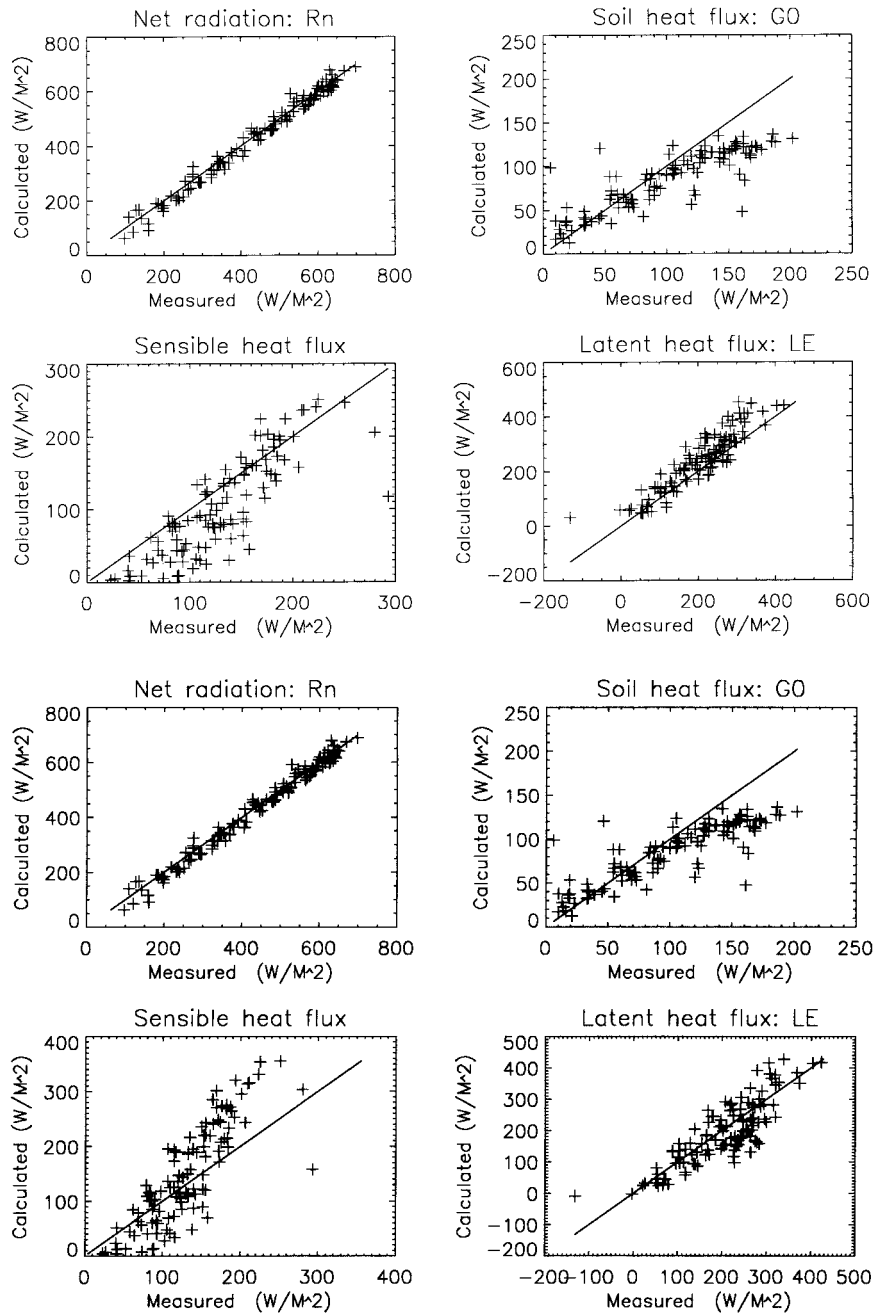 Net radiation: Rn
Calculated (W/M^2)
800
600
400
200
0
0 200 400 600 800
Measured (W/M^2)
Soil heat flux: G0
Calculated (W/M^2)
250
200
150
100
50
0
0 50 100 150 200 250
Measured (W/M^2)
Sensible heat flux
Calculated (W/M^2)
300
200
100
0
0 100 200 300
Measured (W/M^2)
Latent heat flux: LE
Calculated (W/M^2)
600
400
200
0
-200
-200 0 200 400 600
Measured (W/M^2)
Net radiation: Rn
Calculated (W/M^2)
800
600
400
200
0
0 200 400 600 800
Measured (W/M^2)
Soil heat flux: G0
Calculated (W/M^2)
250
200
150
100
50
0
0 50 100 150 200 250
Measured (W/M^2)
Sensible heat flux
Calculated (W/M^2)
400
300
200
100
0
0 100 200 300 400
Measured (W/M^2)
Latent heat flux: LE
Calculated (W/M^2)
500
400
300
200
100
0
-100
-200
-200-100 0 100 200 300 400 500
Measured (W/M^2)